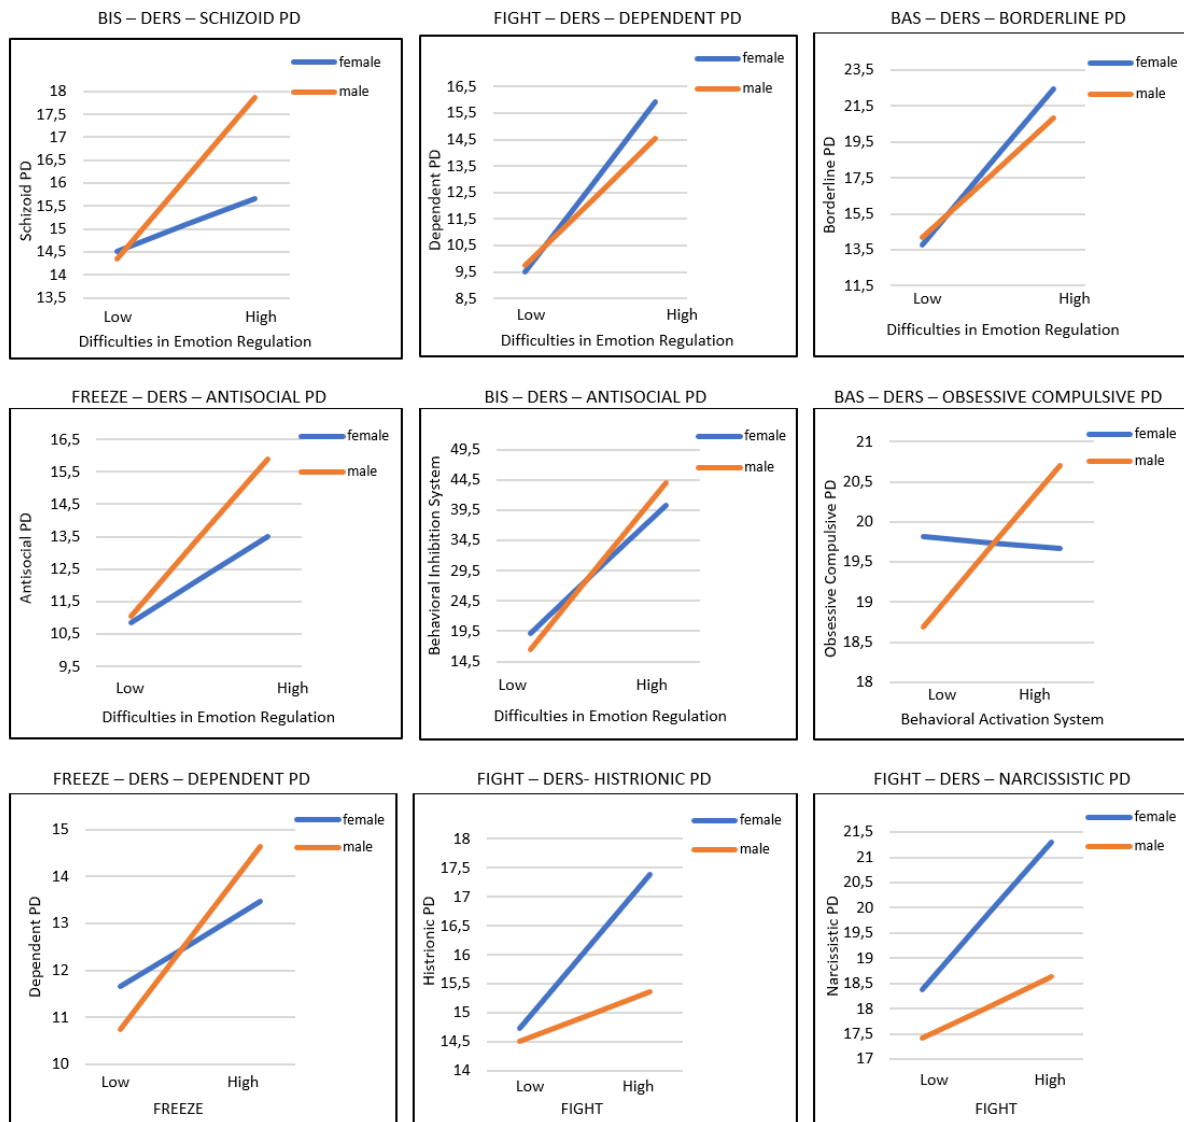 BIS – DERS – SCHIZOID PD
female
male
18
17,5
17
16,5
16
15,5
15
14,5
14
13,5
Schizoid PD
Low
High
Difficulties in Emotion Regulation
FIGHT – DERS – DEPENDENT PD
female
male
16,5
15,5
14,5
13,5
12,5
11,5
10,5
9,5
8,5
Dependent PD
Low
High
Difficulties in Emotion Regulation
BAS – DERS – BORDERLINE PD
female
male
23,5
21,5
19,5
17,5
15,5
13,5
11,5
Borderline PD
Low
High
Difficulties in Emotion Regulation
FREEZE – DERS – ANTISOCIAL PD
female
male
16,5
15,5
14,5
13,5
12,5
11,5
10,5
9,5
Antisocial PD
Low
High
Difficulties in Emotion Regulation
BIS – DERS – ANTISOCIAL PD
female
male
49,5
44,5
39,5
34,5
29,5
24,5
19,5
14,5
Behavioral Inhibition System
Low
High
Difficulties in Emotion Regulation
BAS – DERS – OBSESSIVE COMPULSIVE PD
female
male
21
20,5
20
19,5
19
18,5
18
Obsessive Compulsive PD
Low
High
Behavioral Activation System
FREEZE – DERS – DEPENDENT PD
female
male
15
14
13
12
11
10
Dependent PD
Low
High
FREEZE
FIGHT – DERS- HISTRIONIC PD
female
male
18
17,5
17
16,5
16
15,5
15
14,5
14
Histrionic PD
Low
High
FIGHT
FIGHT – DERS – NARCISSISTIC PD
female
male
21,5
21
20,5
20
19,5
19
18,5
18
17,5
17
Narcissistic PD
Low
High
FIGHT